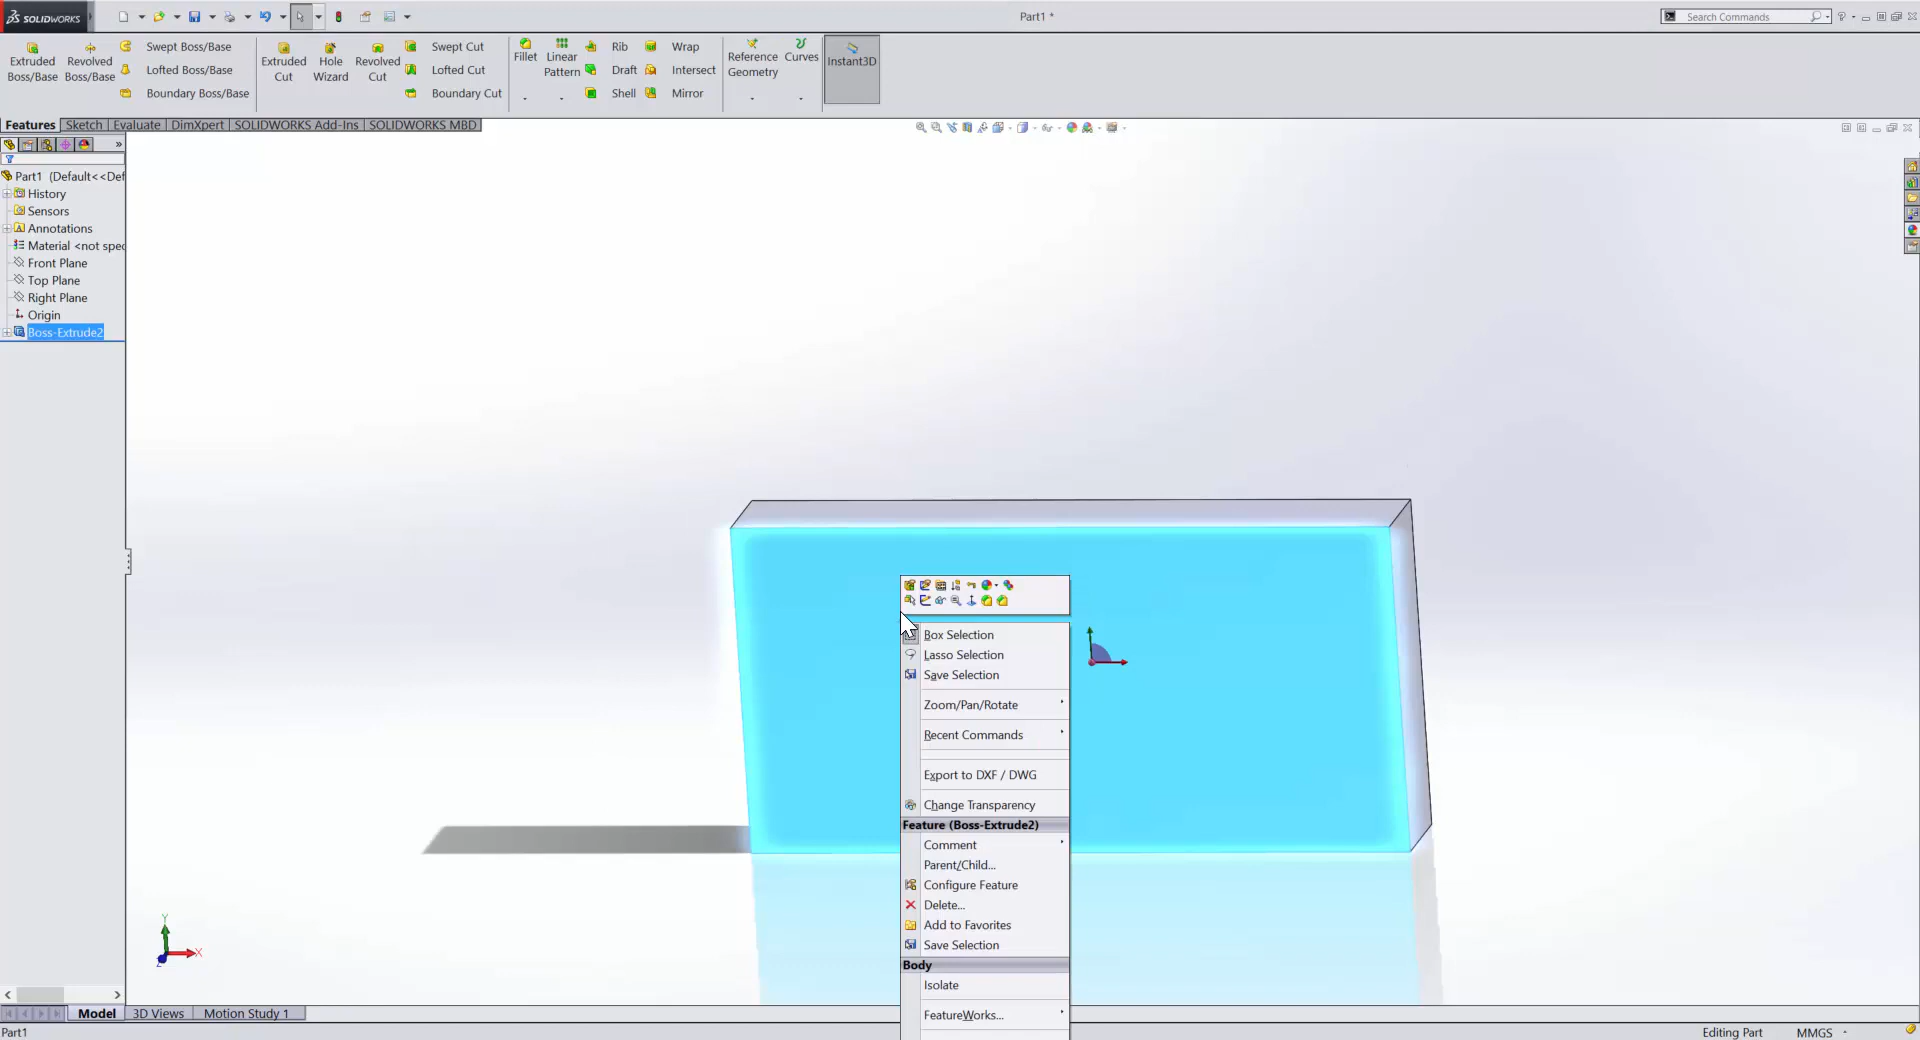 SOLIDWORKS
Part1 *
Search Commands
Extruded Boss/Base
Revolved Boss/Base
Swept Boss/Base
Lofted Boss/Base
Boundary Boss/Base
Extruded Cut
Hole Wizard
Revolved Cut
Swept Cut
Lofted Cut
Boundary Cut
Fillet
Linear Pattern
Rib
Draft
Shell
Wrap
Intersect
Mirror
Reference Geometry
Curves
Instant3D
Features Sketch Evaluate DimXpert SOLIDWORKS Add-Ins SOLIDWORKS MBD
Part1 (Default<<Def
History
Sensors
Annotations
Material <not spec
Front Plane
Top Plane
Right Plane
Origin
Boss-Extrude2
Box Selection
Lasso Selection
Save Selection
Zoom/Pan/Rotate
Recent Commands
Export to DXF / DWG
Change Transparency
Feature (Boss-Extrude2)
Comment
Parent/Child...
Configure Feature
Delete...
Add to Favorites
Save Selection
Body
Isolate
FeatureWorks...
Y
X
Z
Model 3D Views Motion Study 1
Part1
Editing Part
MMGS